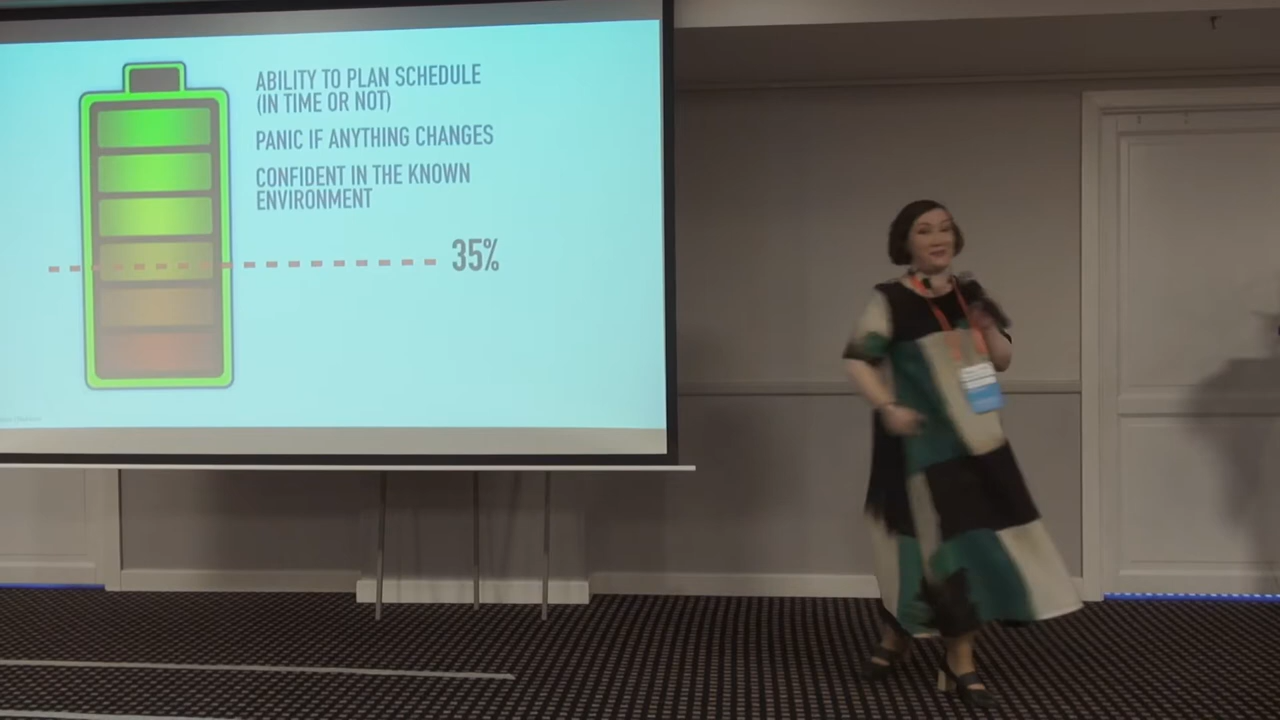 ABILITY TO PLAN SCHEDULE
(IN TIME OR NOT)
PANIC IF ANYTHING CHANGES
CONFIDENT IN THE KNOWN
ENVIRONMENT
35%